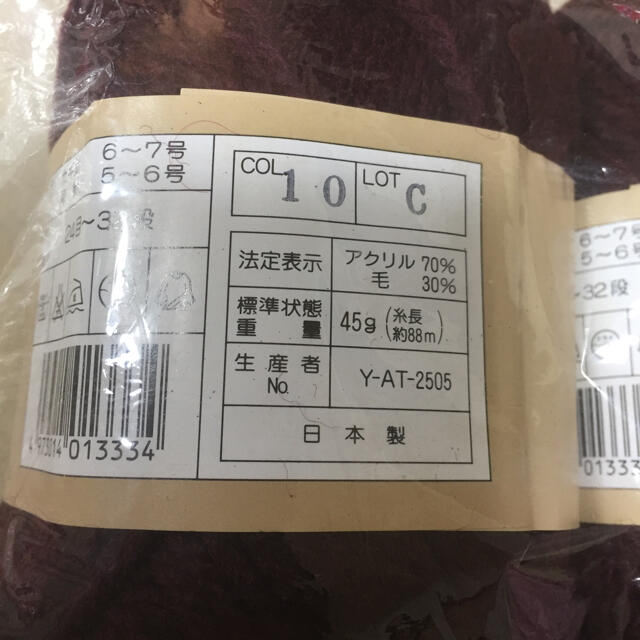 6～7号
5～6号
COL 10 LOT C
法定表示 アクリル 70%
毛 30%
標準状態重量 45g (糸長約88m)
生産者No. Y-AT-2505
日本製
013334
6～7号
5～6号
～32段